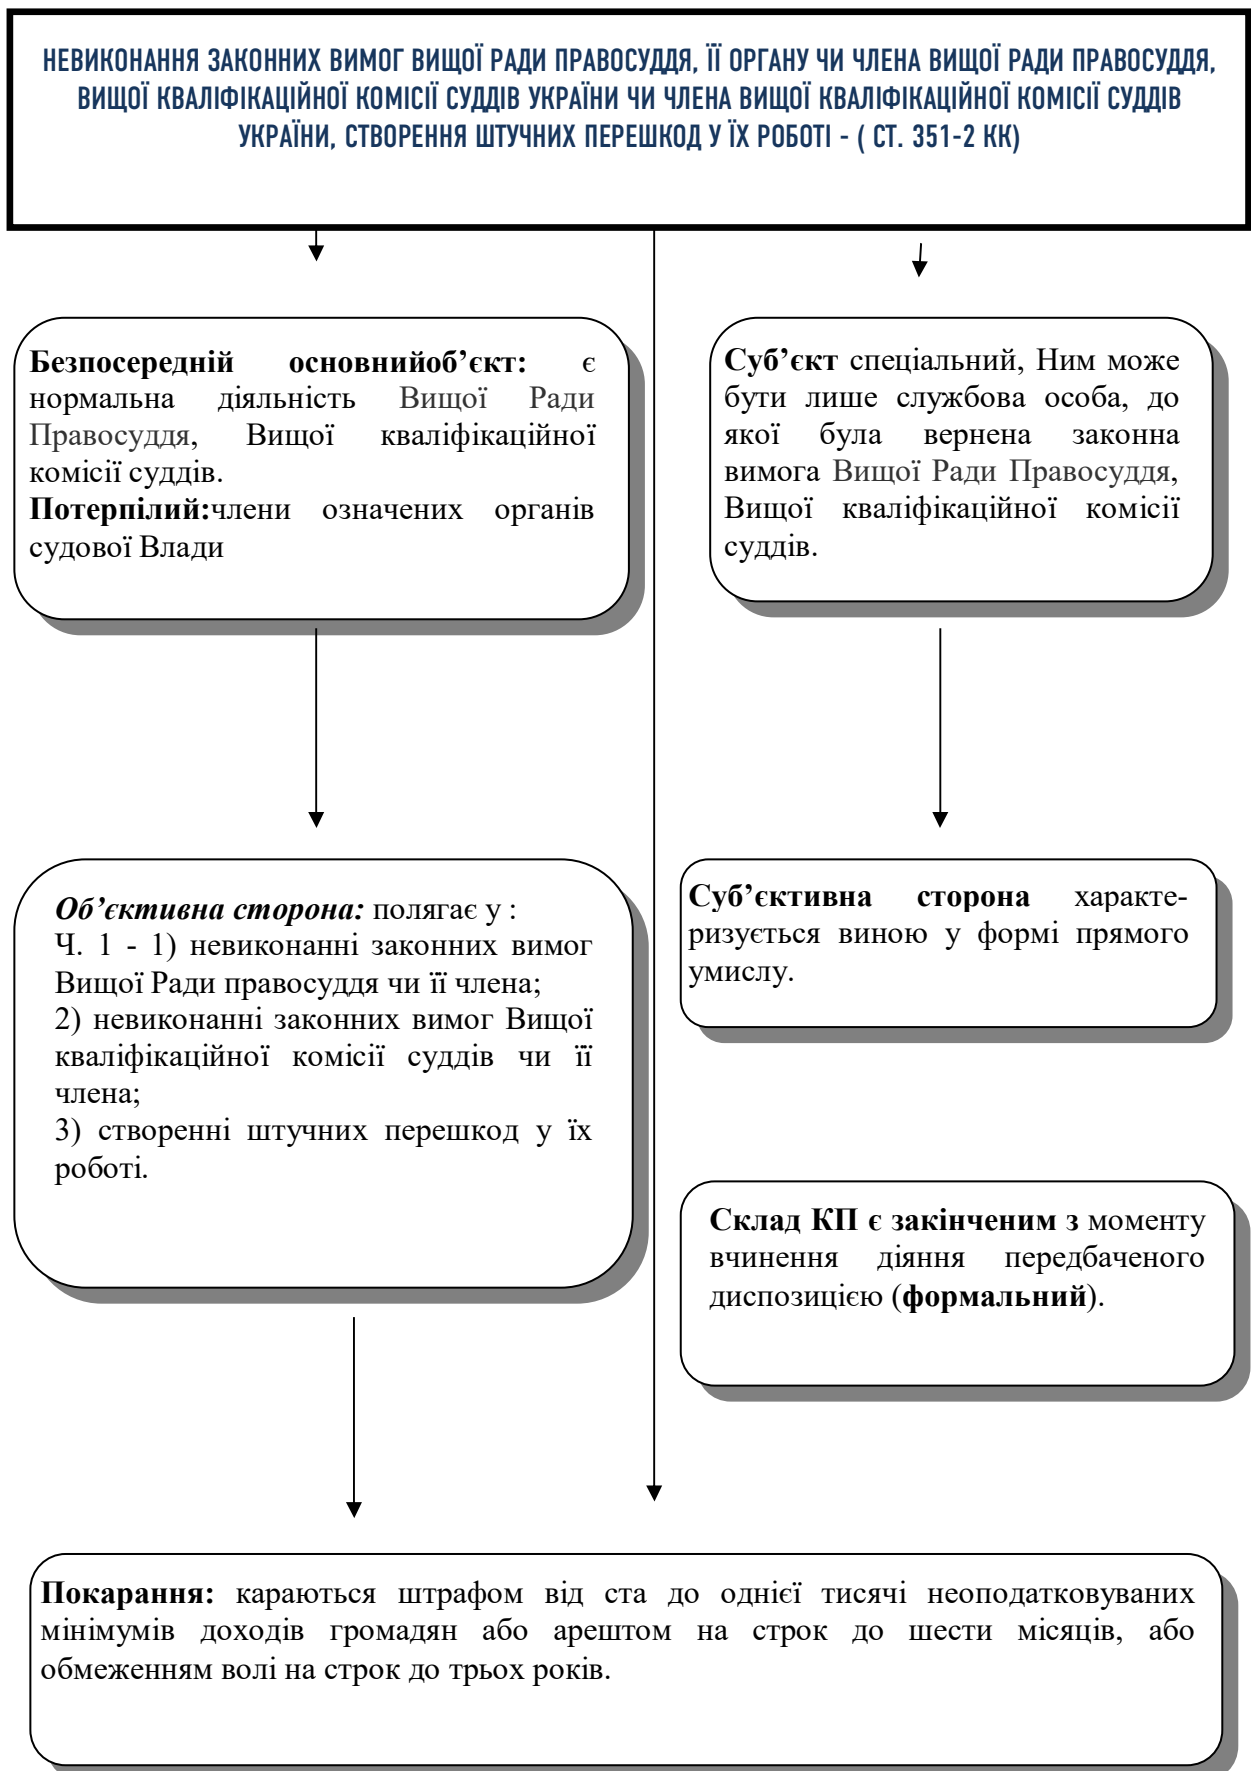 НЕВИКОНАННЯ ЗАКОННИХ ВИМОГ ВИЩОЇ РАДИ ПРАВОСУДДЯ, ЇЇ ОРГАНУ ЧИ ЧЛЕНА ВИЩОЇ РАДИ ПРАВОСУДДЯ,
ВИЩОЇ КВАЛІФІКАЦІЙНОЇ КОМІСІЇ СУДДІВ УКРАЇНИ ЧИ ЧЛЕНА ВИЩОЇ КВАЛІФІКАЦІЙНОЇ КОМІСІЇ СУДДІВ
УКРАЇНИ, СТВОРЕННЯ ШТУЧНИХ ПЕРЕШКОД У ЇХ РОБОТІ - ( СТ. 351-2 КК)
Безпосередній основнийоб’єкт: є
нормальна діяльність Вищої Ради
Правосуддя, Вищої кваліфікаційної
комісії суддів.
Потерпілий:члени означених органів
судової Влади
Суб’єкт спеціальний, Ним може
бути лише службова особа, до
якої була вернена законна
вимога Вищої Ради Правосуддя,
Вищої кваліфікаційної комісії
суддів.
Об’єктивна сторона: полягає у :
Ч. 1 - 1) невиконанні законних вимог
Вищої Ради правосуддя чи її члена;
2) невиконанні законних вимог Вищої
кваліфікаційної комісії суддів чи її
члена;
3) створенні штучних перешкод у їх
роботі.
Суб’єктивна сторона характе-
ризується виною у формі прямого
умислу.
Склад КП є закінченим з моменту
вчинення діяння передбаченого
диспозицією (формальний).
Покарання: караються штрафом від ста до однієї тисячі неоподатковуваних
мінімумів доходів громадян або арештом на строк до шести місяців, або
обмеженням волі на строк до трьох років.